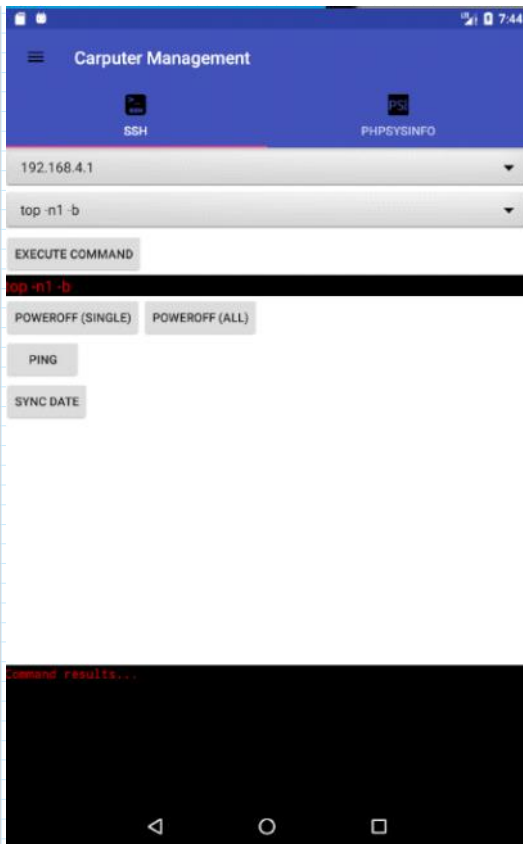 7:44
Carputer Management
SSH
PSI
PHPSYSINFO
192.168.4.1
top -n1 -b
EXECUTE COMMAND
top -n1 -b
POWEROFF (SINGLE) POWEROFF (ALL)
PING
SYNC DATE
Command results...